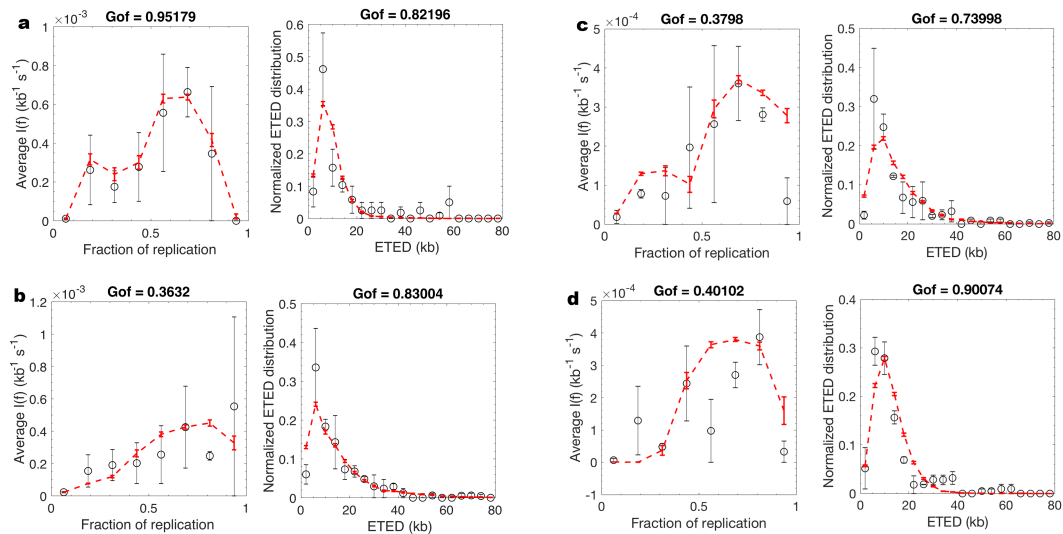 a
Gof = 0.95179
×10⁻³
Average I(f) (kb⁻¹ s⁻¹)
1
0.8
0.6
0.4
0.2
0
0 0.5 1
Fraction of replication
Gof = 0.82196
Normalized ETED distribution
0.6
0.5
0.4
0.3
0.2
0.1
0
0 20 40 60 80
ETED (kb)
b
Gof = 0.3632
×10⁻³
Average I(f) (kb⁻¹ s⁻¹)
1.2
1
0.8
0.6
0.4
0.2
0
0 0.5 1
Fraction of replication
Gof = 0.83004
Normalized ETED distribution
0.5
0.4
0.3
0.2
0.1
0
0 20 40 60 80
ETED (kb)
c
Gof = 0.3798
×10⁻⁴
Average I(f) (kb⁻¹ s⁻¹)
5
4
3
2
1
0
0 0.5 1
Fraction of replication
Gof = 0.73998
Normalized ETED distribution
0.5
0.4
0.3
0.2
0.1
0
0 20 40 60 80
ETED (kb)
d
Gof = 0.40102
×10⁻⁴
Average I(f) (kb⁻¹ s⁻¹)
5
4
3
2
1
0
-1
0 0.5 1
Fraction of replication
Gof = 0.90074
Normalized ETED distribution
0.4
0.3
0.2
0.1
0
0 20 40 60 80
ETED (kb)